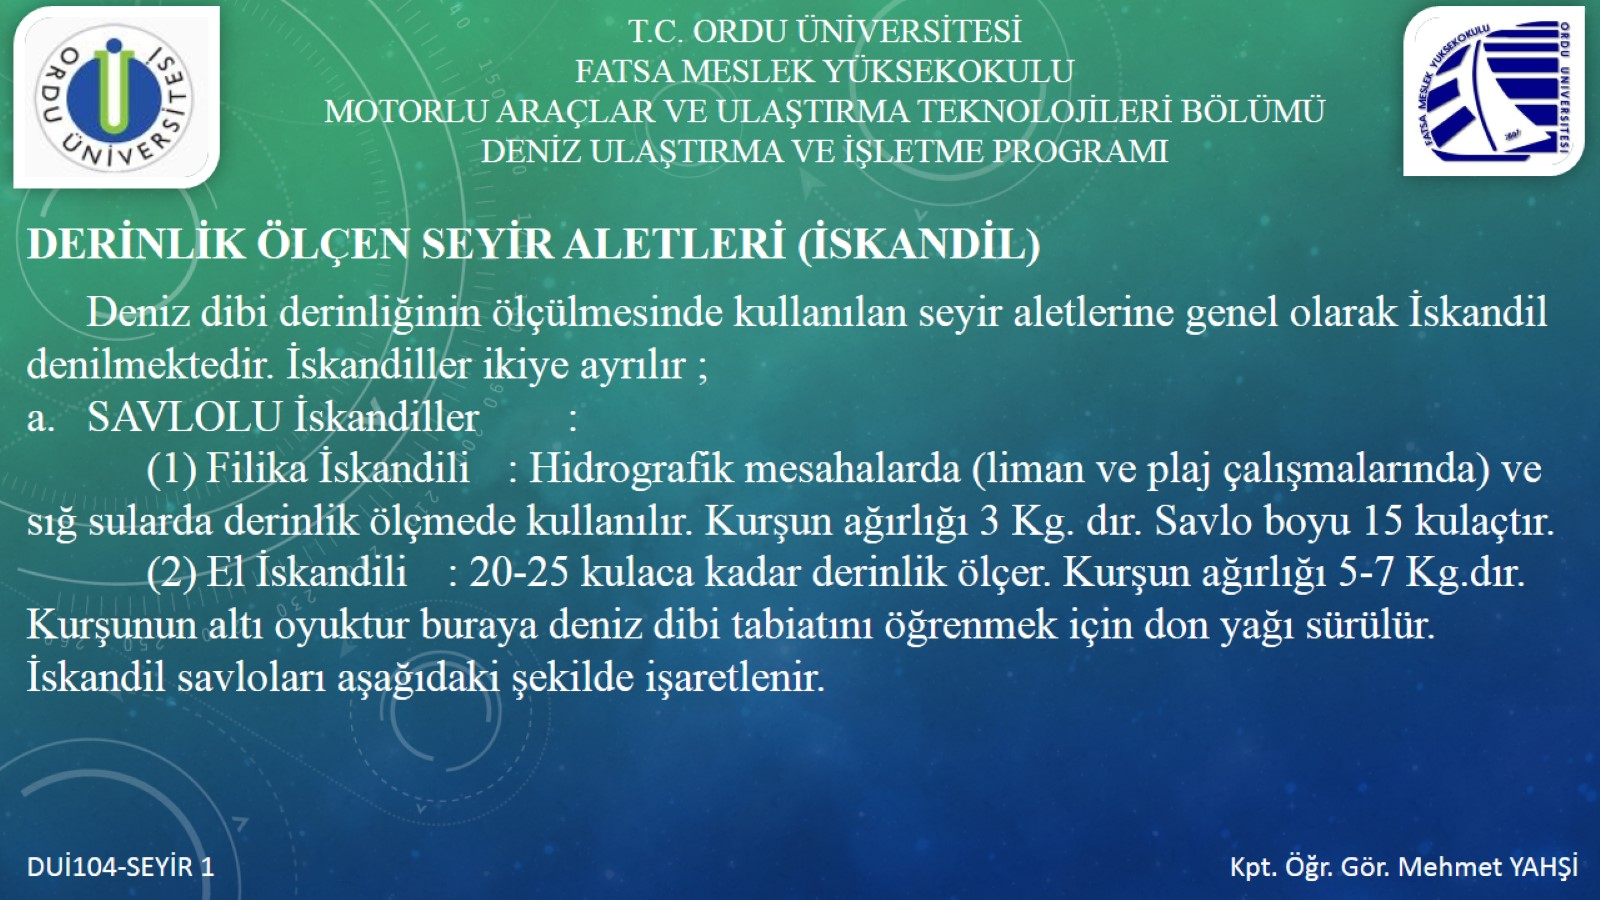 T.C. ORDU ÜNİVERSİTESİ
FATSA MESLEK YÜKSEKOKULU
MOTORLU ARAÇLAR VE ULAŞTIRMA TEKNOLOJİLERİ BÖLÜMÜ
DENİZ ULAŞTIRMA VE İŞLETME PROGRAMI
ORDU ÜNİVERSİTESİ
FATSA MESLEK YÜKSEKOKULU
ORDU ÜNİVERSİTESİ
DERİNLİK ÖLÇEN SEYİR ALETLERİ (İSKANDİL)
Deniz dibi derinliğinin ölçülmesinde kullanılan seyir aletlerine genel olarak İskandil
denilmektedir. İskandiller ikiye ayrılır ;
a. SAVLOLU İskandiller :
(1) Filika İskandili : Hidrografik mesahalarda (liman ve plaj çalışmalarında) ve
sığ sularda derinlik ölçmede kullanılır. Kurşun ağırlığı 3 Kg. dır. Savlo boyu 15 kulaçtır.
(2) El İskandili : 20-25 kulaca kadar derinlik ölçer. Kurşun ağırlığı 5-7 Kg.dır.
Kurşunun altı oyuktur buraya deniz dibi tabiatını öğrenmek için don yağı sürülür.
İskandil savloları aşağıdaki şekilde işaretlenir.
DUİ104-SEYİR 1
Kpt. Öğr. Gör. Mehmet YAHŞİ